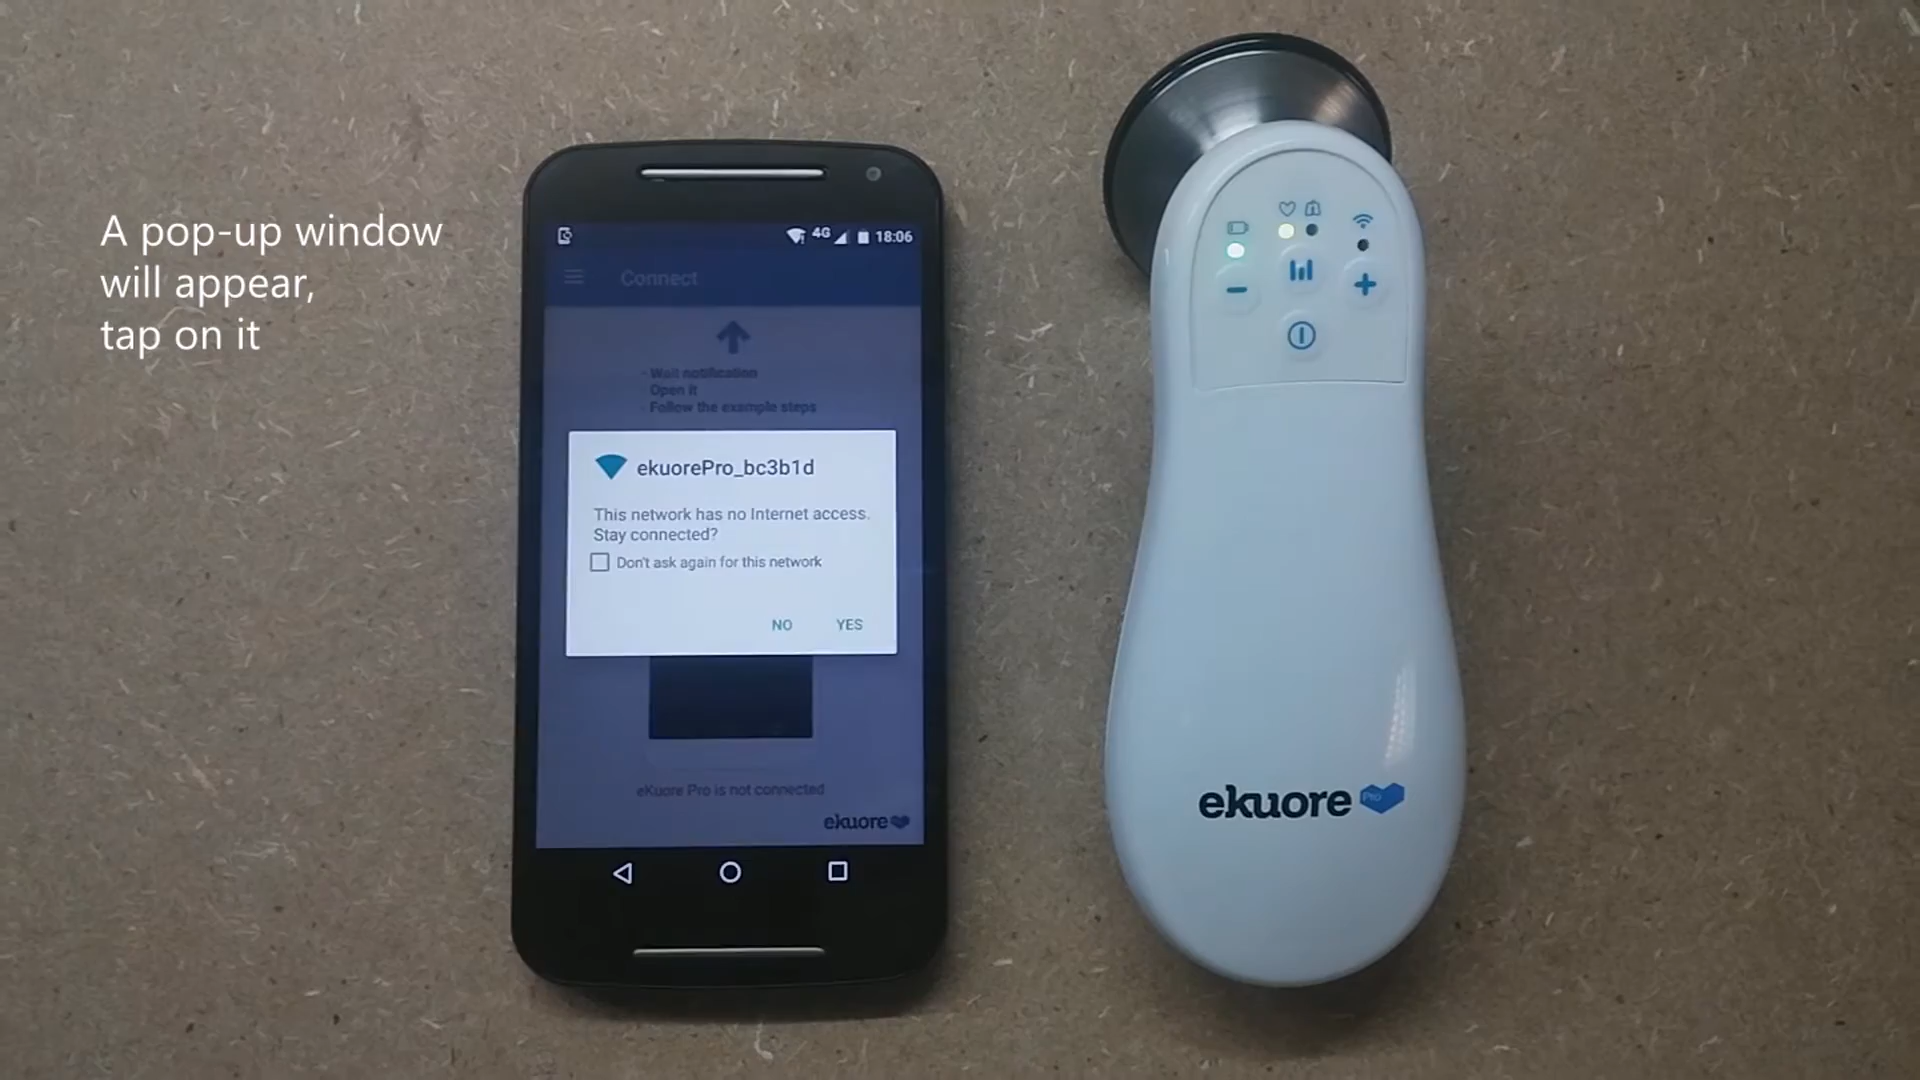 A pop-up window
will appear,
tap on it
4G 18:06
Connect
- Wait notification
Open it
- Follow the example steps
ekuorePro_bc3b1d
This network has no Internet access.
Stay connected?
Don't ask again for this network
NO YES
eKuore Pro is not connected
ekuore
ekuore Pro